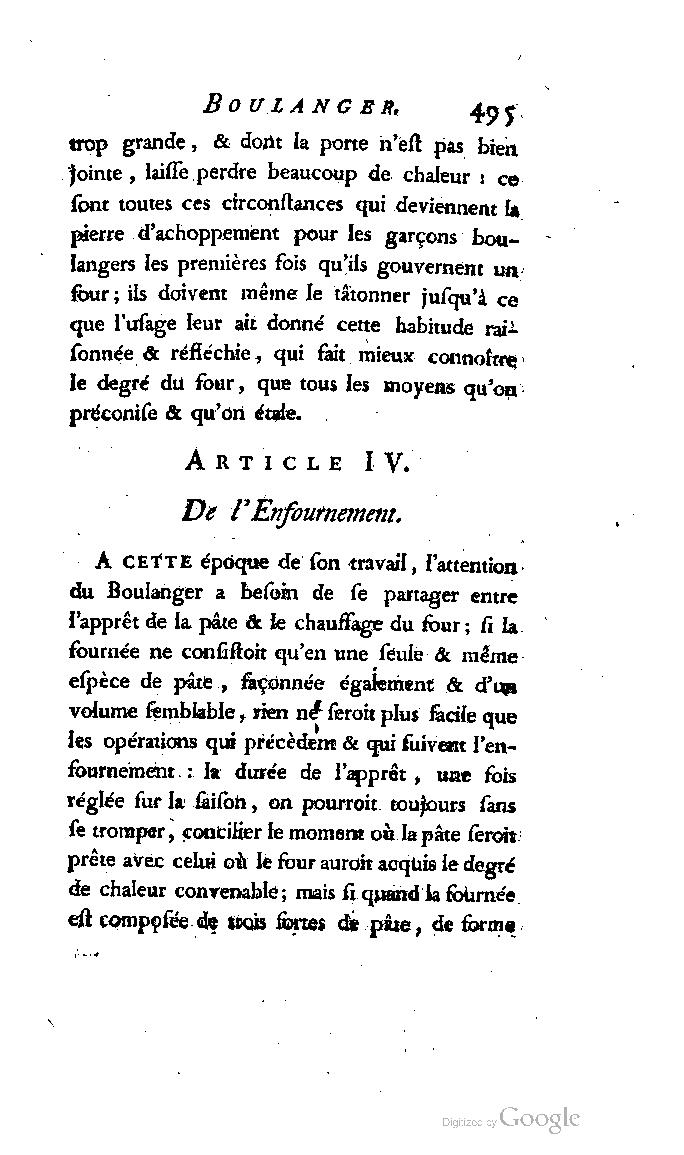 BOULANGER. 495
trop grande, & dont la porte n'eſt pas bien
jointe, laiſſe perdre beaucoup de chaleur : ce
ſont toutes ces circonſtances qui deviennent la
pierre d'achoppement pour les garçons bou-
langers les premières fois qu'ils gouvernent un
four; ils doivent même le tâtonner juſqu'à ce
que l'uſage leur ait donné cette habitude rai-
ſonnée & réfléchie, qui fait mieux connoître
le degré du four, que tous les moyens qu'on
préconiſe & qu'on étale.
ARTICLE IV.
De l'Enfournement.
A CETTE époque de ſon travail, l'attention
du Boulanger a beſoin de ſe partager entre
l'apprêt de la pâte & le chauffage du four; ſi la
fournée ne conſiſtoit qu'en une ſeule & même
eſpèce de pâte, façonnée également & d'un
volume ſemblable, rien ne ſeroit plus facile que
les opérations qui précèdent & qui ſuivent l'en-
fournement : la durée de l'apprêt, une fois
réglée ſur la ſaiſon, on pourroit toujours ſans
ſe tromper, concilier le moment où la pâte ſeroit
prête avec celui où le four auroit acquis le degré
de chaleur convenable; mais ſi quand la fournée
eſt compoſée de trois ſortes de pâte, de forme
Digitized by Google